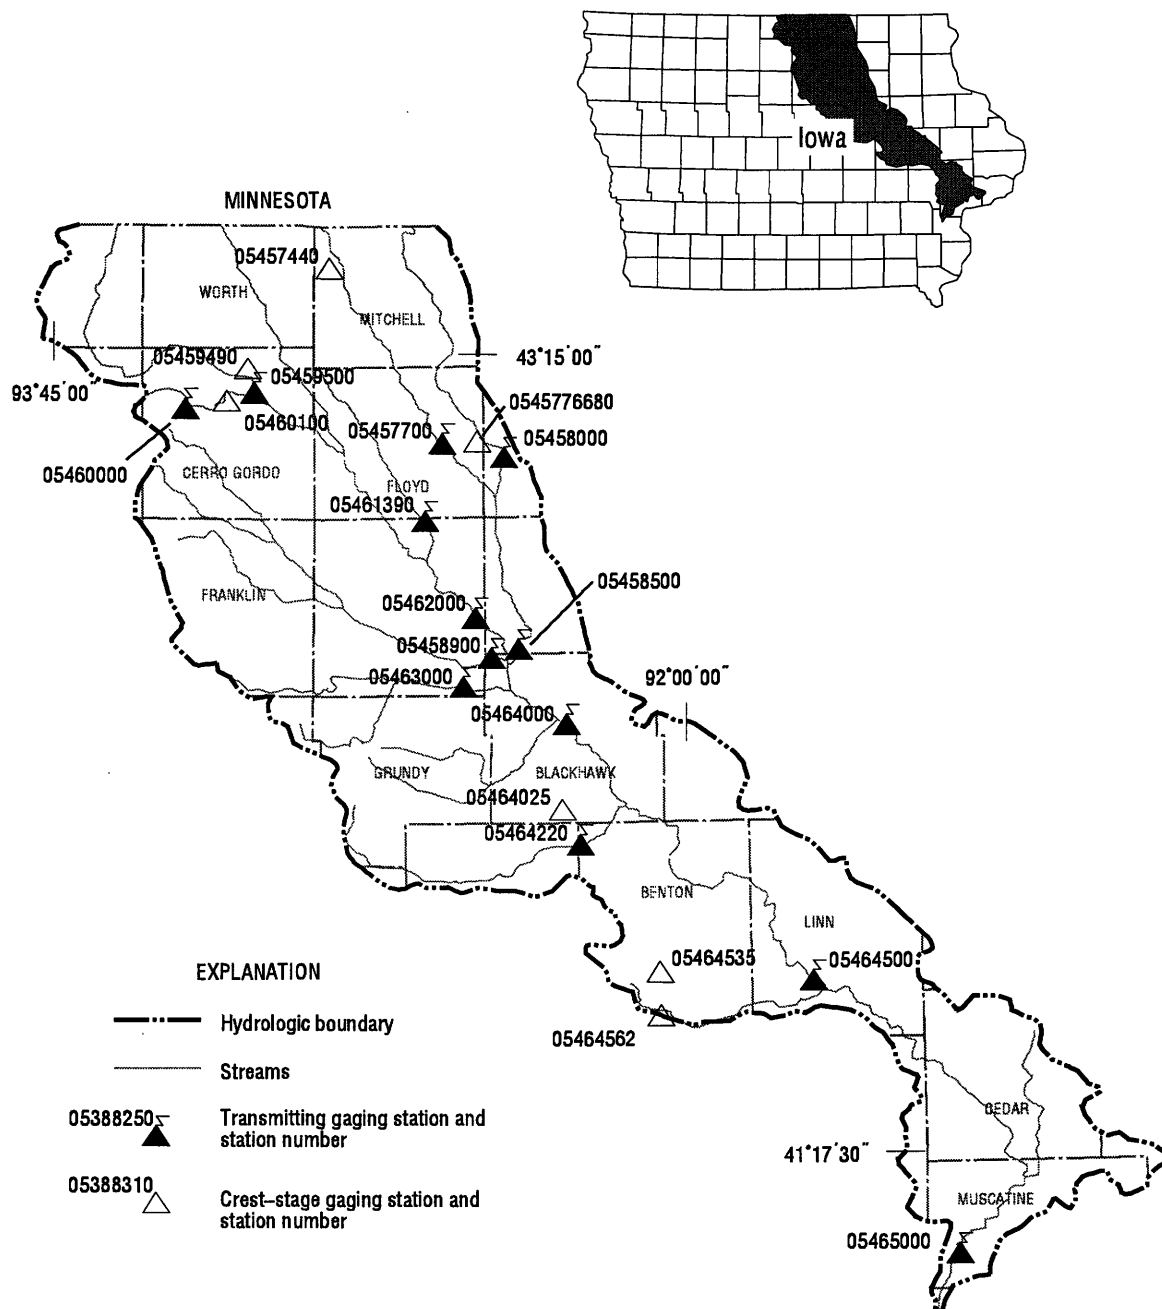 Iowa
MINNESOTA
05457440
WORTH
MITCHELL
05459490
43°15'00"
93°45'00"
05459500
0545776680
05460100
05457700
05458000
05460000
CERRO GORDO
FLOYD
05461390
05458500
FRANKLIN
05462000
05458900
05463000
92°00'00"
05464000
GRUNDY
BLACKHAWK
05464025
05464220
BENTON
LINN
05464535
05464500
EXPLANATION
Hydrologic boundary
05464562
Streams
05388250
Transmitting gaging station and
station number
CEDAR
41°17'30"
05388310
Crest-stage gaging station and
station number
MUSCATINE
05465000